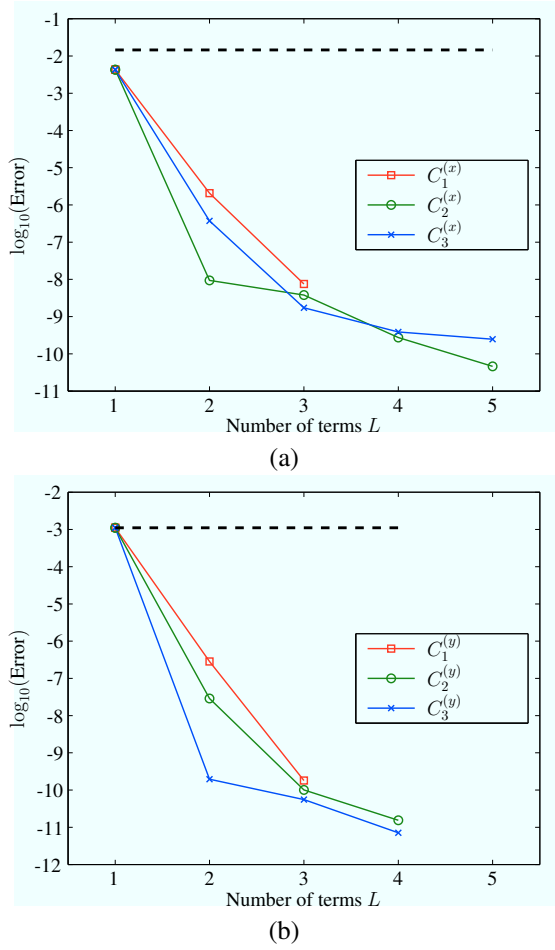 -1
-2
-3
-4
-5
-6
-7
-8
-9
-10
-11
log₁₀(Error)
C₁⁽ˣ⁾
C₂⁽ˣ⁾
C₃⁽ˣ⁾
1 2 3 4 5
Number of terms L
(a)
-2
-3
-4
-5
-6
-7
-8
-9
-10
-11
-12
log₁₀(Error)
C₁⁽ʸ⁾
C₂⁽ʸ⁾
C₃⁽ʸ⁾
1 2 3 4 5
Number of terms L
(b)